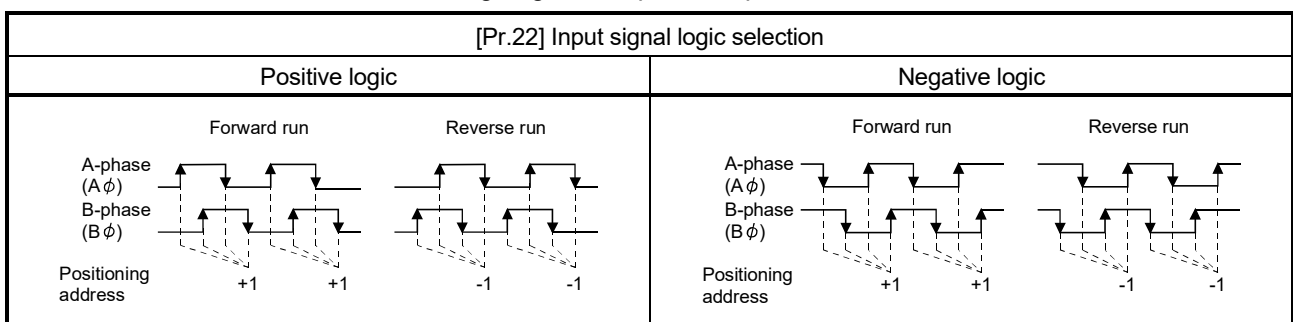 [Pr.22] Input signal logic selection
Positive logic
Negative logic
Forward run
Reverse run
A-phase
(Aϕ)
B-phase
(Bϕ)
Positioning
address
+1
+1
-1
-1
Forward run
Reverse run
A-phase
(Aϕ)
B-phase
(Bϕ)
Positioning
address
+1
+1
-1
-1